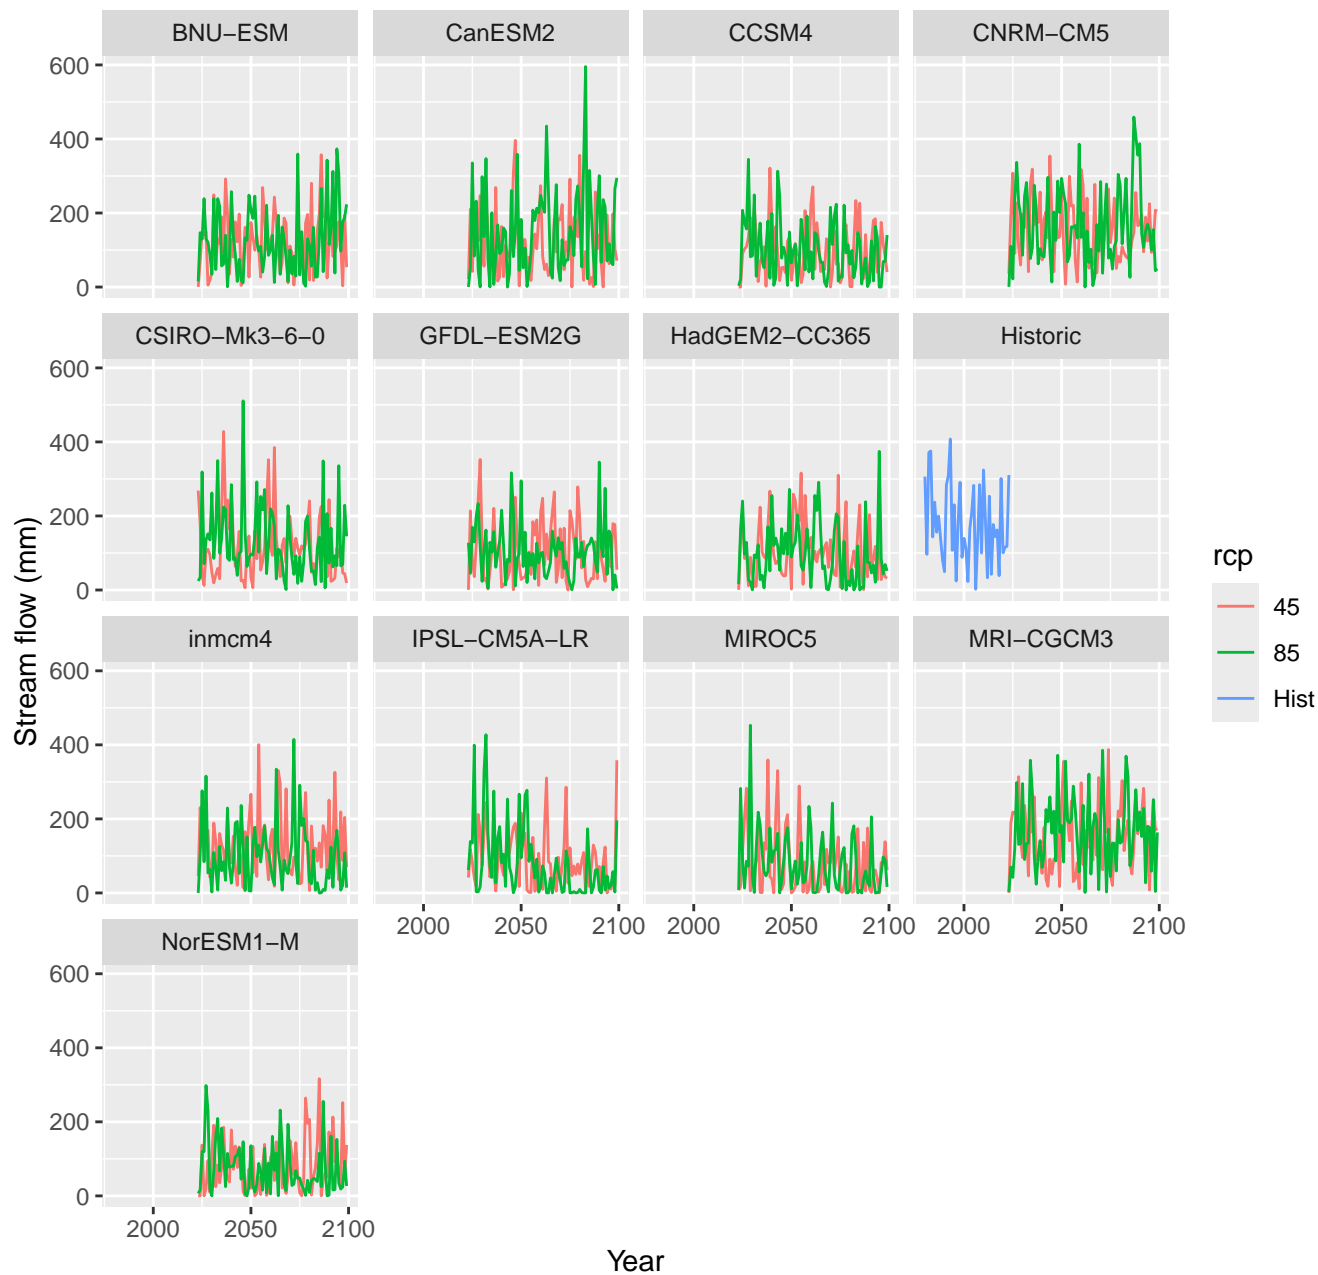 BNU−ESM CanESM2 CCSM4 CNRM−CM5
600
400
200
0
CSIRO−Mk3−6−0 GFDL−ESM2G HadGEM2−CC365 Historic
600
400
200
0
inmcm4 IPSL−CM5A−LR MIROC5 MRI−CGCM3
600
400
200
0
2000 2050 2100 2000 2050 2100 2000 2050 2100
NorESM1−M
600
400
200
0
2000 2050 2100
Year
Stream flow (mm)
rcp
45
85
Hist